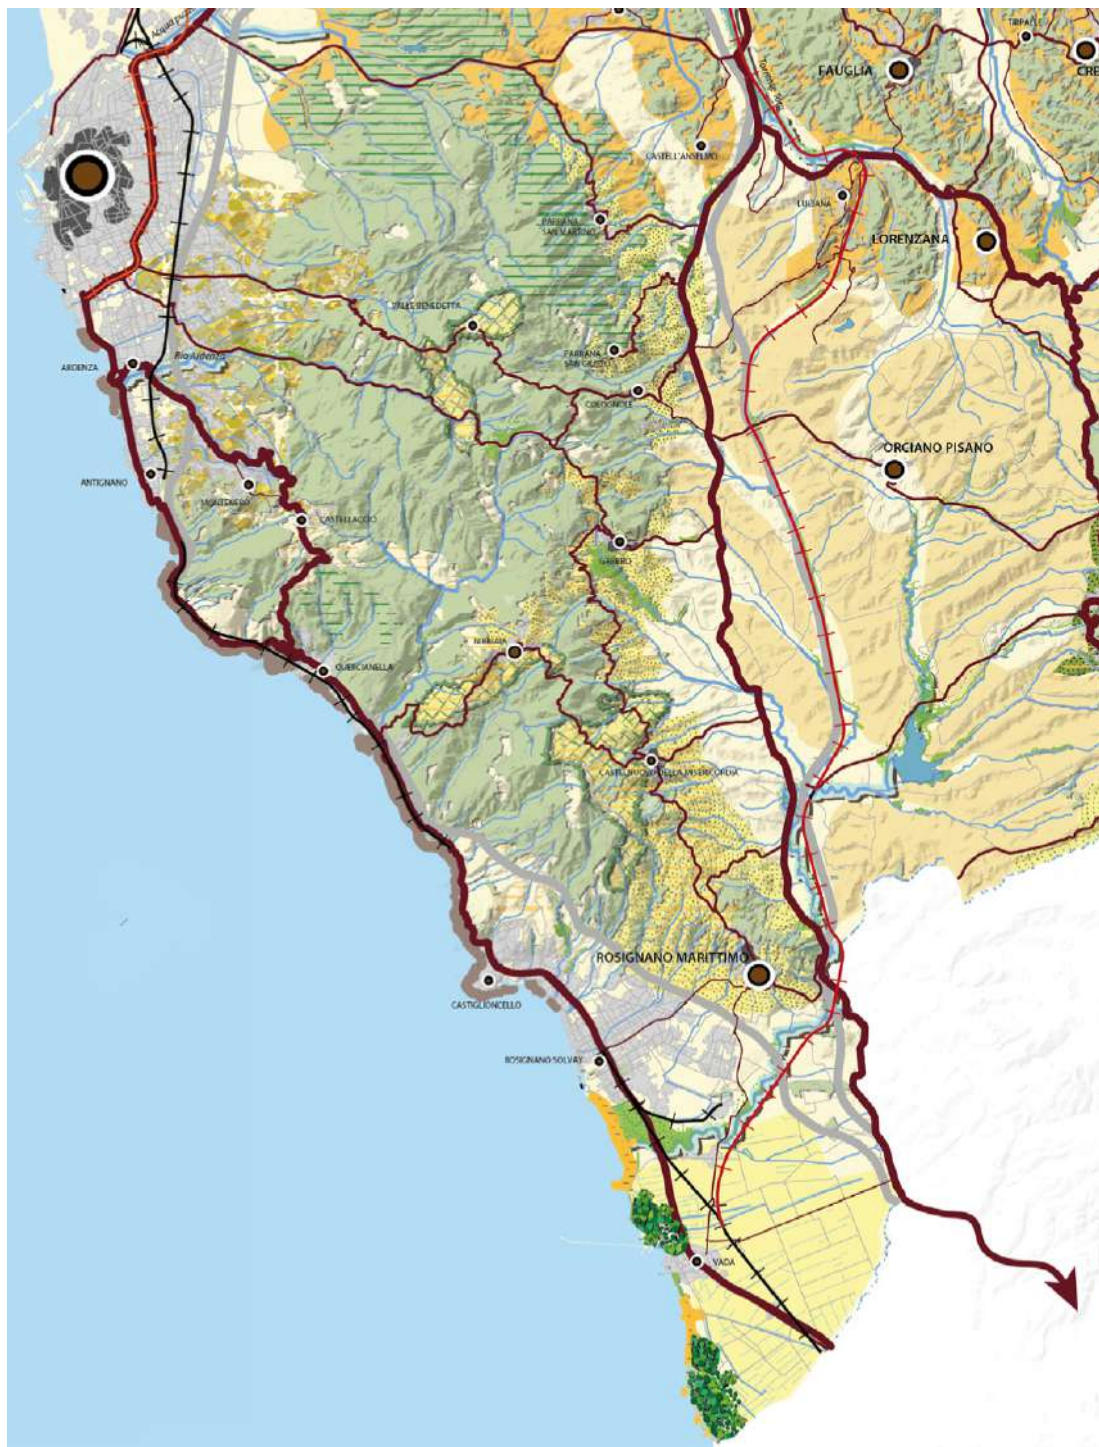 TRIPALLE
FAUGLIA
CRE
CASTELL'ANSELMO
LUCIANA
PARRANA
SAN MARTINO
LORENZANA
VALLE BENEDETTA
Rio Ardenza
PARRANA
SAN GIUSTO
ARDENZA
COLOGNOLE
ORCIANO PISANO
ANTIGNANO
MONTENERO
CASTELLACCIO
GABBRO
NIBBIAIA
QUERCIANELLA
CASTELNUOVO DELLA MISERICORDIA
ROSIGNANO MARITTIMO
CASTIGLIONCELLO
ROSIGNANO SOLVAY
VADA